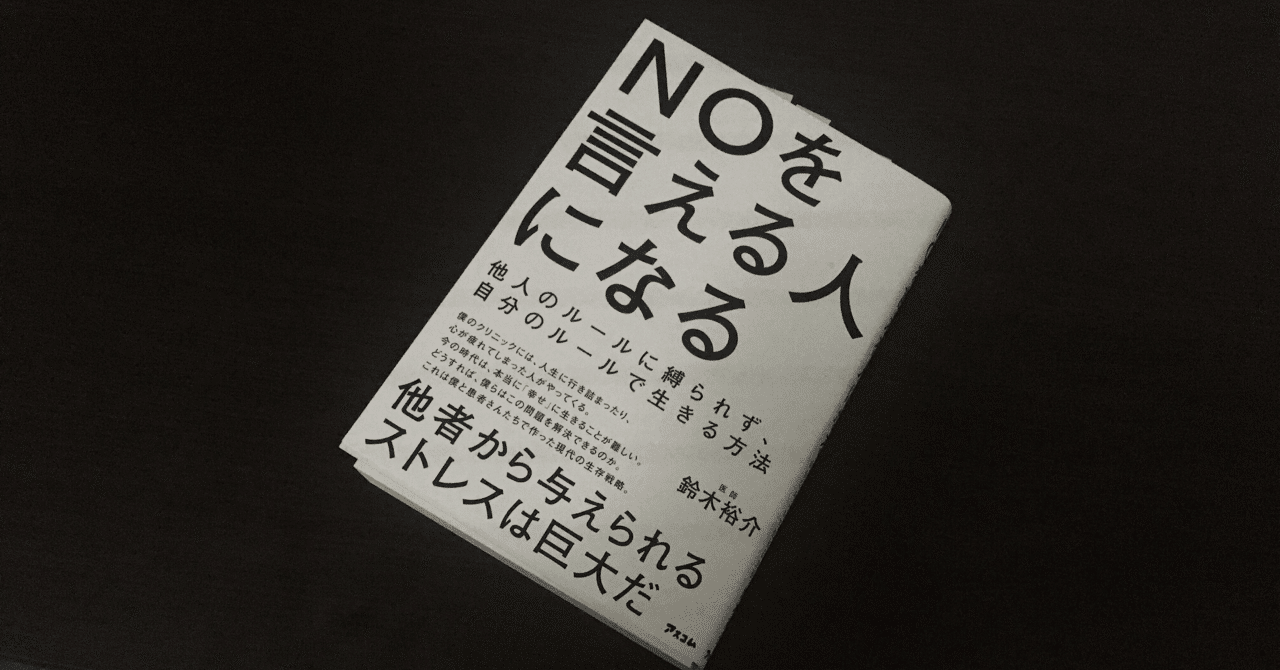 NOを
言える人
になる
他人のルールに縛られず、
自分のルールで生きる方法
僕のクリニックには、人生に行き詰まったり、
心が疲れてしまった人がやってくる。
今の時代は、本当に「幸せ」に生きることが難しい。
どうすれば、僕らはこの問題を解決できるのか。
これは僕と患者さんたちで作った現代の生存戦略。
医師
鈴木裕介
他者から与えられる
ストレスは巨大だ
アスコム